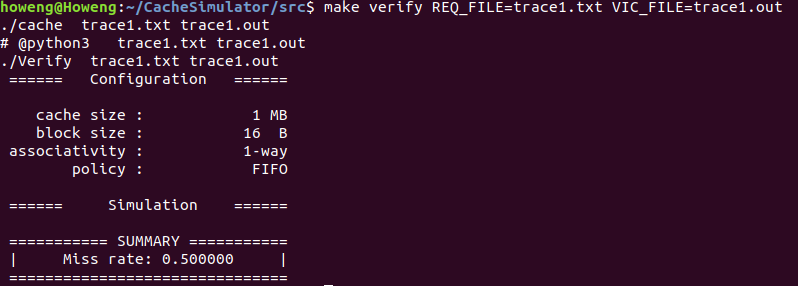 howeng@Howeng:~/CacheSimulator/src$ make verify REQ_FILE=trace1.txt VIC_FILE=trace1.out
./cache  trace1.txt trace1.out
# @python3   trace1.txt trace1.out
./Verify  trace1.txt trace1.out
 ======   Configuration   ======
    cache size :             1 MB
    block size :            16  B
 associativity :            1-way
        policy :             FIFO
 ======     Simulation    ======
 =========== SUMMARY ===========
 |     Miss rate: 0.500000     |
 ===============================